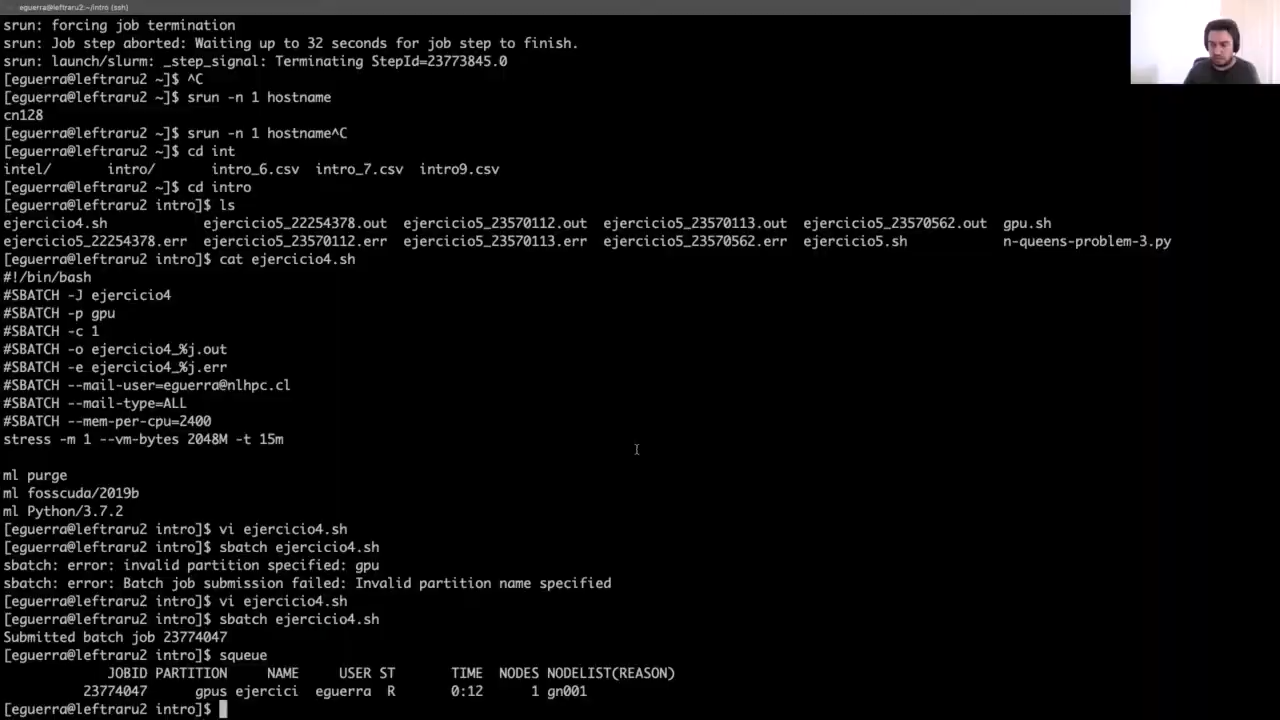 eguerra@leftraru2:~/intro (ssh)
srun: forcing job termination
srun: Job step aborted: Waiting up to 32 seconds for job step to finish.
srun: launch/slurm: _step_signal: Terminating StepId=23773845.0
[eguerra@leftraru2 ~]$ ^C
[eguerra@leftraru2 ~]$ srun -n 1 hostname
cn128
[eguerra@leftraru2 ~]$ srun -n 1 hostname^C
[eguerra@leftraru2 ~]$ cd int
intel/ intro/ intro_6.csv intro_7.csv intro9.csv
[eguerra@leftraru2 ~]$ cd intro
[eguerra@leftraru2 intro]$ ls
ejercicio4.sh ejercicio5_22254378.out ejercicio5_23570112.out ejercicio5_23570113.out ejercicio5_23570562.out gpu.sh
ejercicio5_22254378.err ejercicio5_23570112.err ejercicio5_23570113.err ejercicio5_23570562.err ejercicio5.sh n-queens-problem-3.py
[eguerra@leftraru2 intro]$ cat ejercicio4.sh
#!/bin/bash
#SBATCH -J ejercicio4
#SBATCH -p gpu
#SBATCH -c 1
#SBATCH -o ejercicio4_%j.out
#SBATCH -e ejercicio4_%j.err
#SBATCH --mail-user=eguerra@nlhpc.cl
#SBATCH --mail-type=ALL
#SBATCH --mem-per-cpu=2400
stress -m 1 --vm-bytes 2048M -t 15m
ml purge
ml fosscuda/2019b
ml Python/3.7.2
[eguerra@leftraru2 intro]$ vi ejercicio4.sh
[eguerra@leftraru2 intro]$ sbatch ejercicio4.sh
sbatch: error: invalid partition specified: gpu
sbatch: error: Batch job submission failed: Invalid partition name specified
[eguerra@leftraru2 intro]$ vi ejercicio4.sh
[eguerra@leftraru2 intro]$ sbatch ejercicio4.sh
Submitted batch job 23774047
[eguerra@leftraru2 intro]$ squeue
JOBID PARTITION NAME USER ST TIME NODES NODELIST(REASON)
23774047 gpus ejercici eguerra R 0:12 1 gn001
[eguerra@leftraru2 intro]$